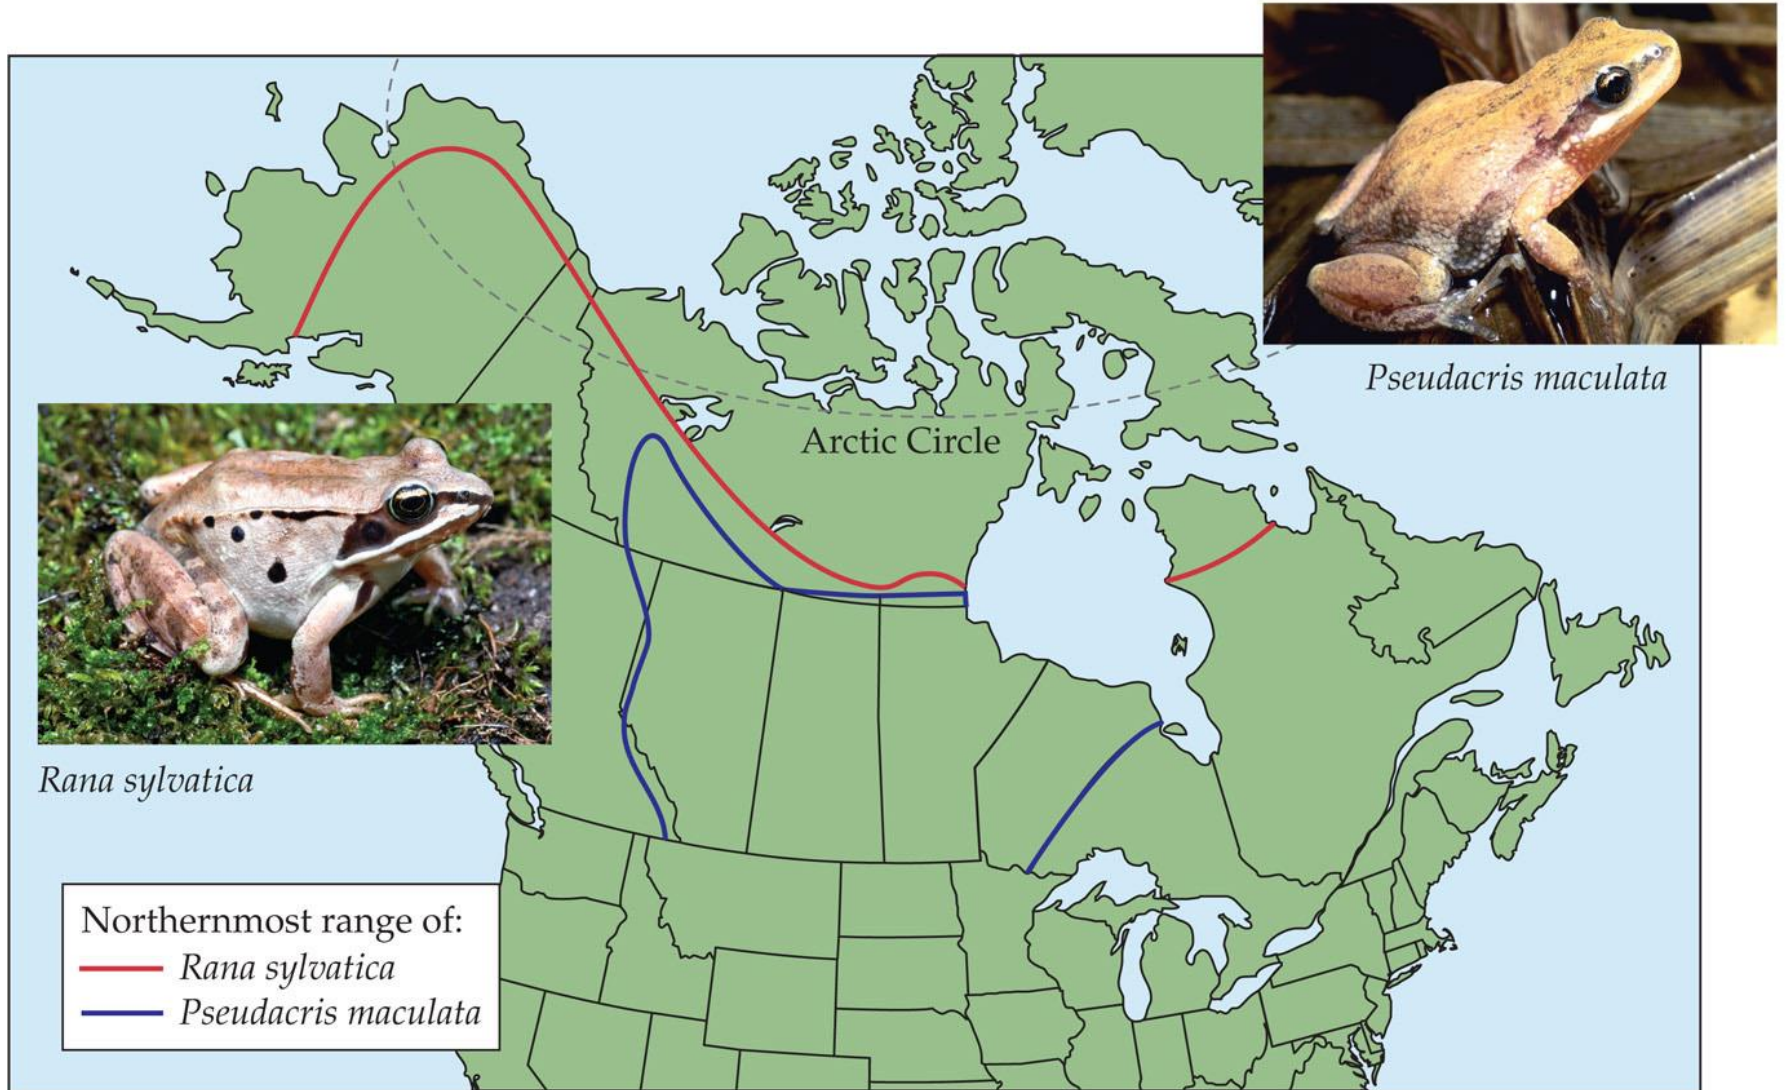 Pseudacris maculata
Arctic Circle
Rana sylvatica
Northernmost range of:
Rana sylvatica
Pseudacris maculata